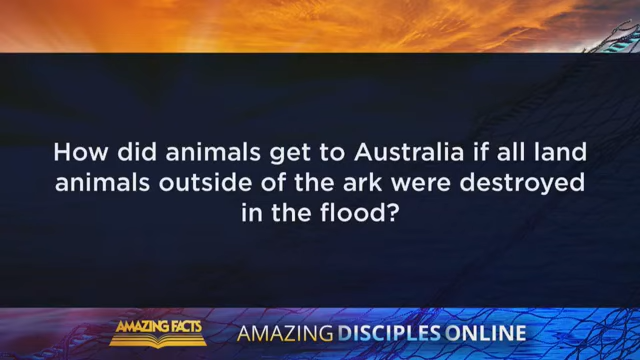 How did animals get to Australia if all land
animals outside of the ark were destroyed
in the flood?
AMAZING FACTS
AMAZING DISCIPLES ONLINE